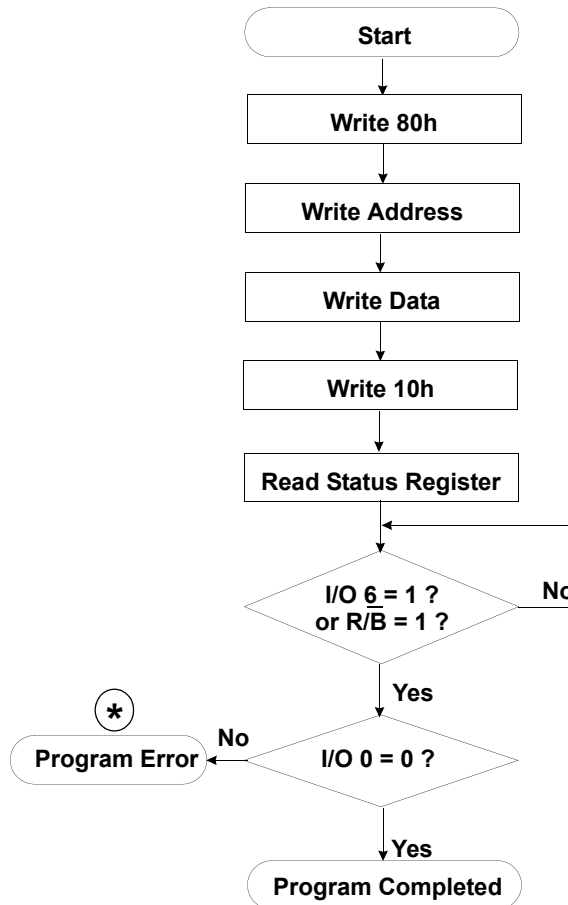 Start
Write 80h
Write Address
Write Data
Write 10h
Read Status Register
I/O 6 = 1 ?
or R/B̅ = 1 ?
No
Yes
*
No
Program Error
I/O 0 = 0 ?
Yes
Program Completed